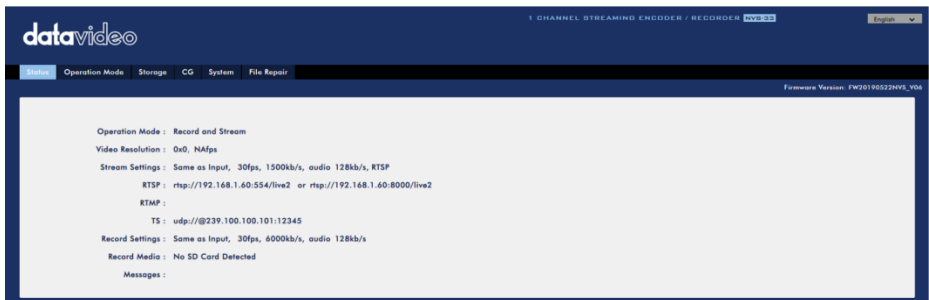 1 CHANNEL STREAMING ENCODER / RECORDER NVS-33
English
datavideo
Status Operation Mode Storage CG System File Repair
Firmware Version: FW20190522NVS_V06
Operation Mode : Record and Stream
Video Resolution : 0x0, NAfps
Stream Settings : Same as Input, 30fps, 1500kb/s, audio 128kb/s, RTSP
RTSP : rtsp://192.168.1.60:554/live2 or rtsp://192.168.1.60:8000/live2
RTMP :
TS : udp://@239.100.100.101:12345
Record Settings : Same as Input, 30fps, 6000kb/s, audio 128kb/s
Record Media : No SD Card Detected
Messages :